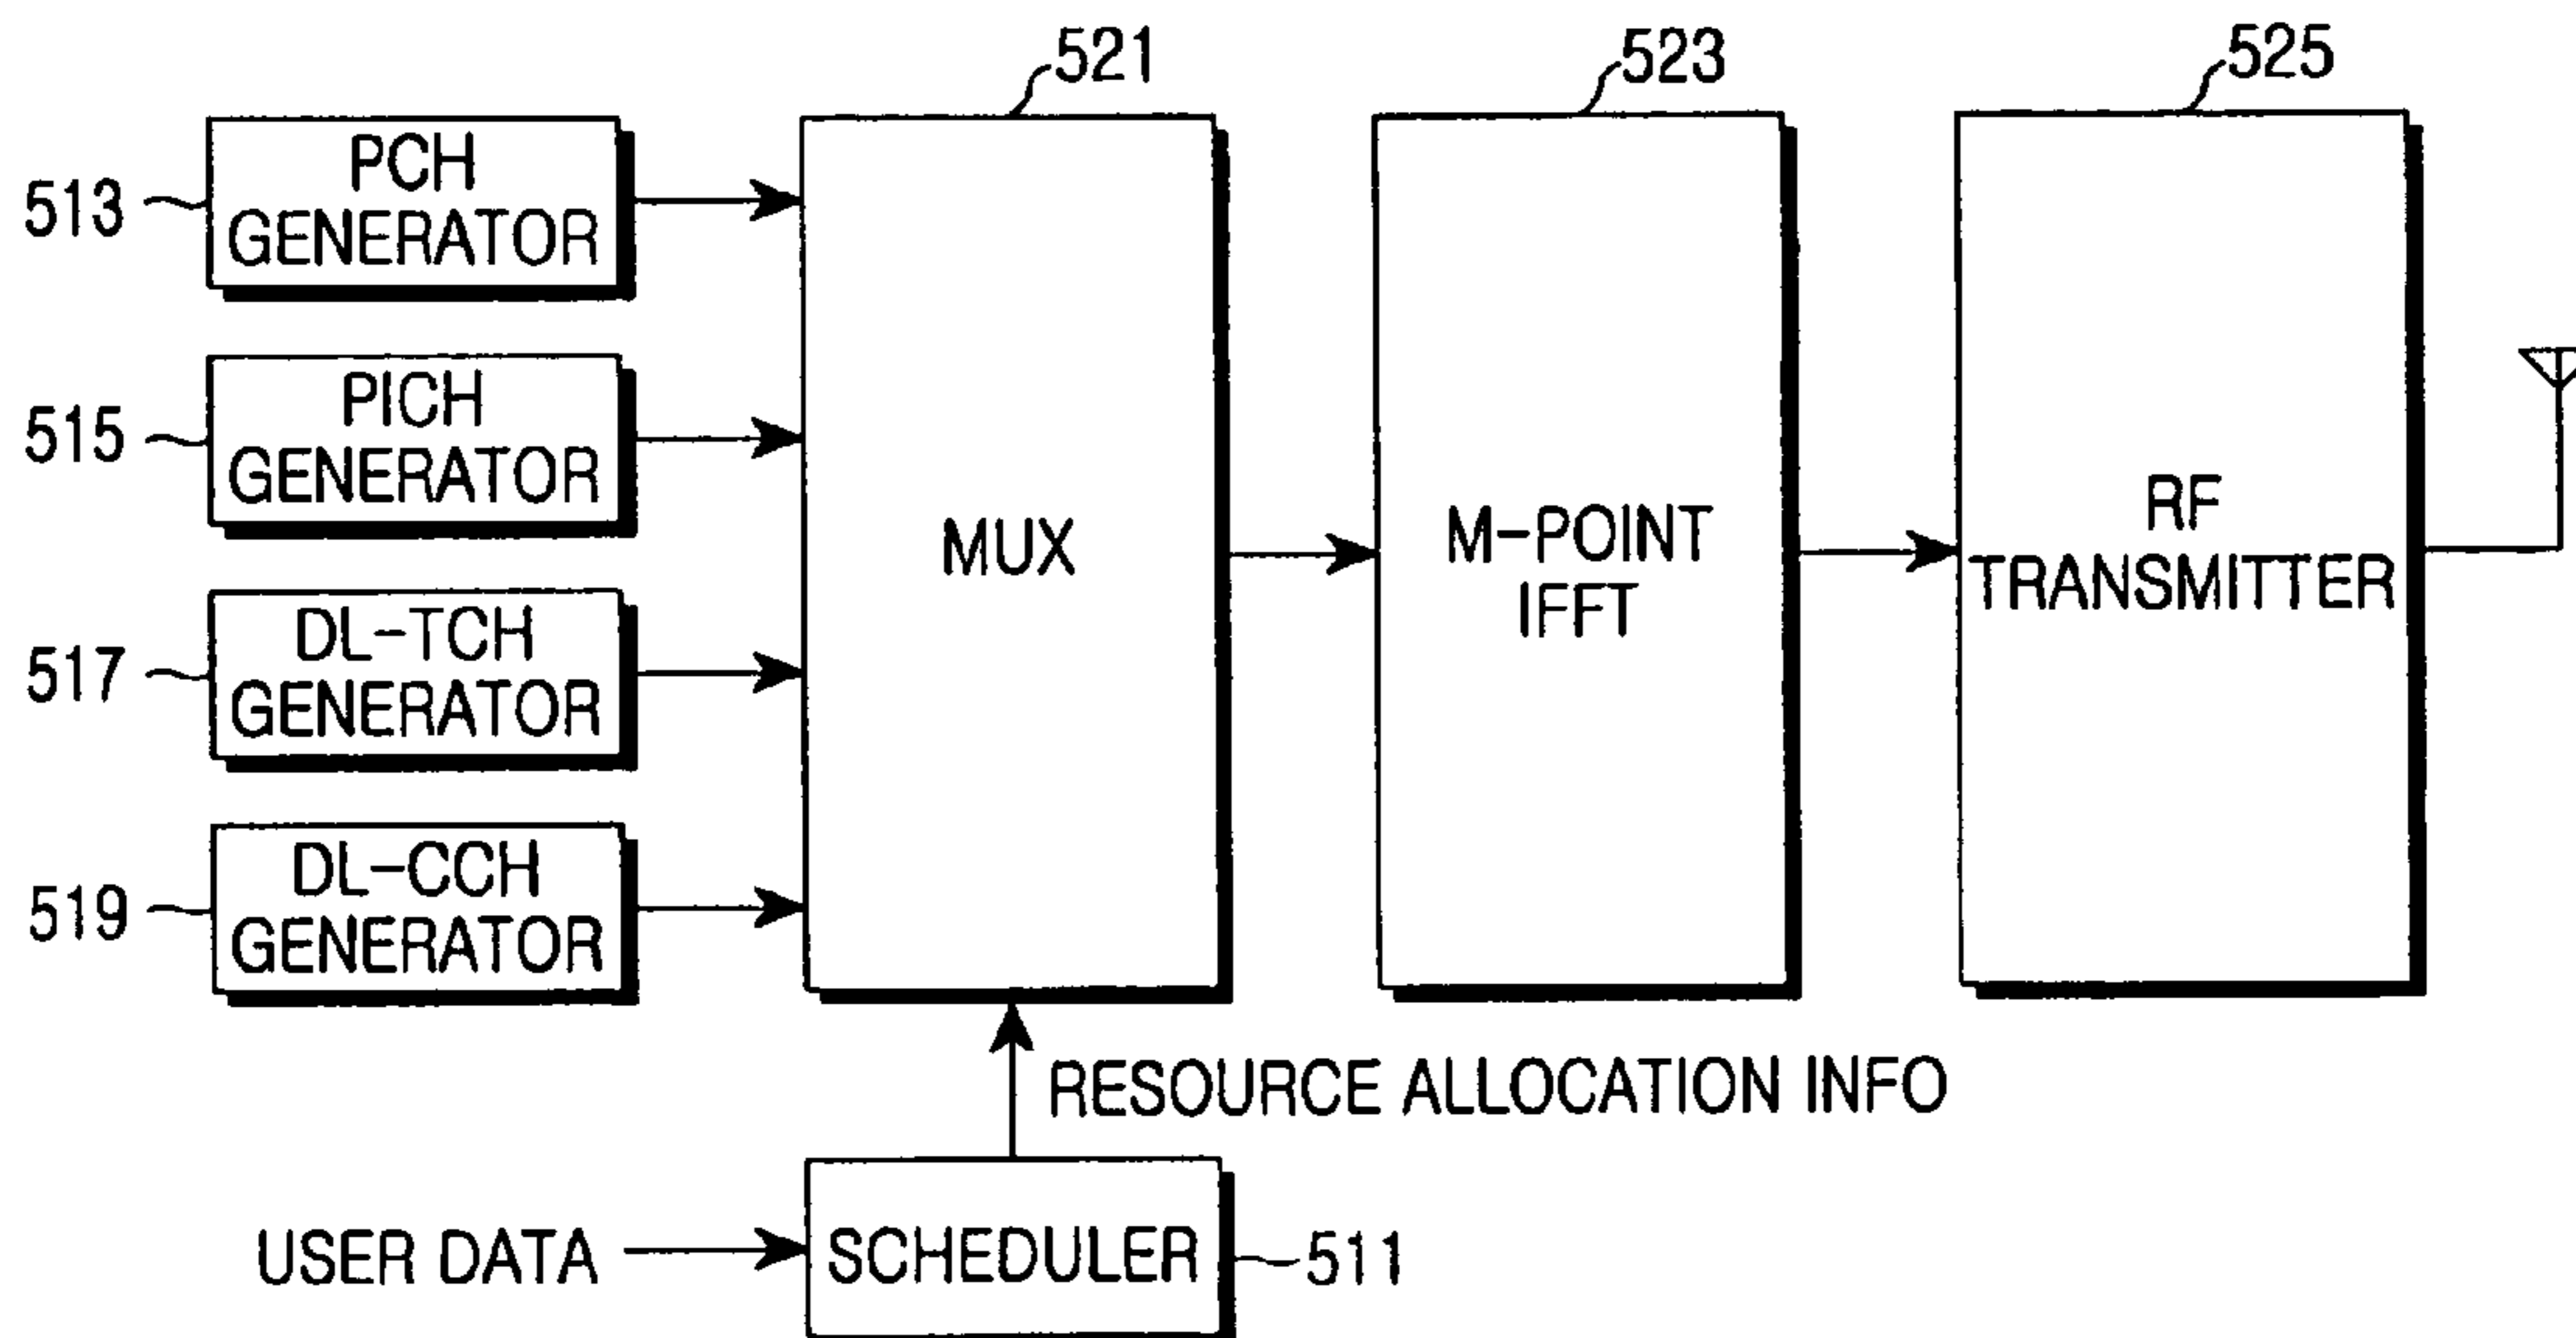 521
523
525
PCH
GENERATOR
513
PICH
GENERATOR
515
DL-TCH
GENERATOR
517
DL-CCH
GENERATOR
519
MUX
M-POINT
IFFT
RF
TRANSMITTER
RESOURCE ALLOCATION INFO
USER DATA
SCHEDULER
511